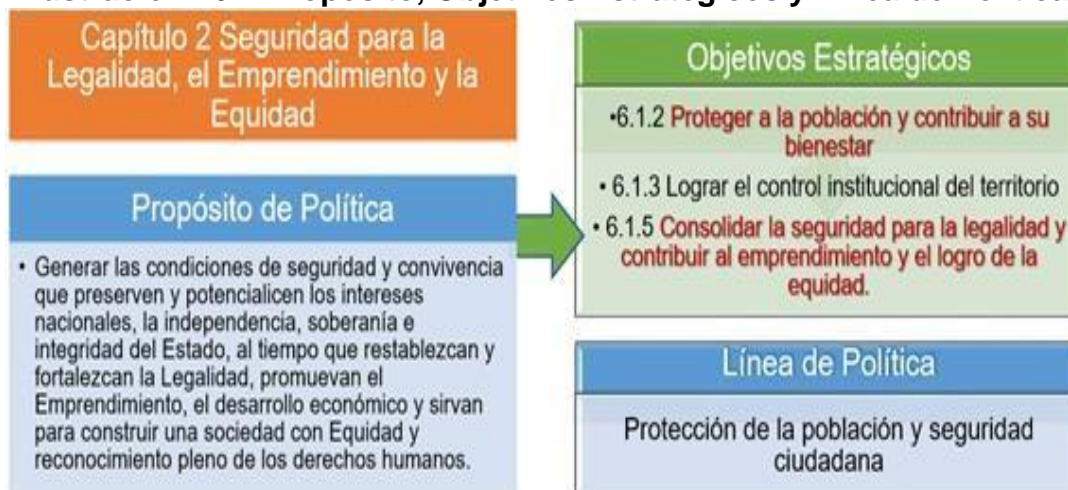 Capítulo 2 Seguridad para la
Legalidad, el Emprendimiento y la
Equidad
Propósito de Política
• Generar las condiciones de seguridad y convivencia
que preserven y potencialicen los intereses
nacionales, la independencia, soberanía e
integridad del Estado, al tiempo que restablezcan y
fortalezcan la Legalidad, promuevan el
Emprendimiento, el desarrollo económico y sirvan
para construir una sociedad con Equidad y
reconocimiento pleno de los derechos humanos.
Objetivos Estratégicos
•6.1.2 Proteger a la población y contribuir a su
bienestar
• 6.1.3 Lograr el control institucional del territorio
• 6.1.5 Consolidar la seguridad para la legalidad y
contribuir al emprendimiento y el logro de la
equidad.
Línea de Política
Protección de la población y seguridad
ciudadana